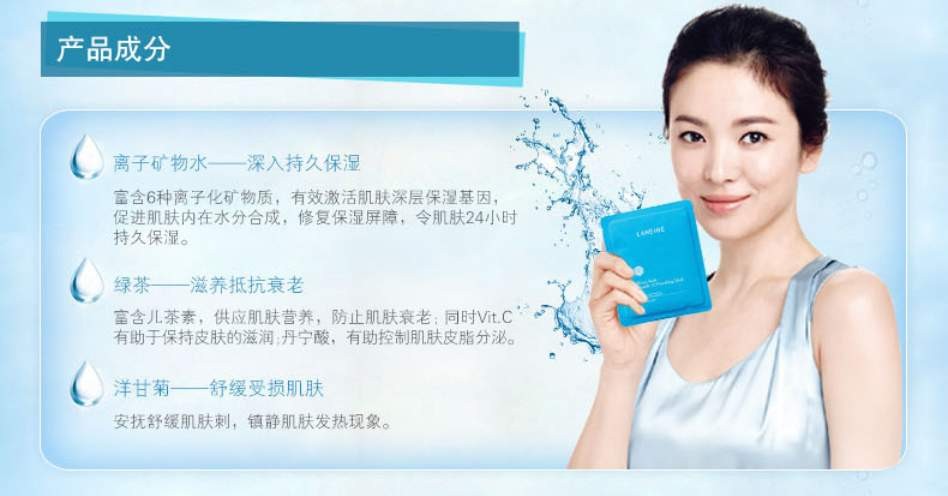 产品成分
离子矿物水——深入持久保湿
富含6种离子化矿物质，有效激活肌肤深层保湿基因，
促进肌肤内在水分合成，修复保湿屏障，令肌肤24小时
持久保湿。
绿茶——滋养抵抗衰老
富含儿茶素，供应肌肤营养，防止肌肤衰老；同时Vit.C
有助于保持皮肤的滋润;丹宁酸，有助控制肌肤皮脂分泌。
洋甘菊——舒缓受损肌肤
安抚舒缓肌肤刺，镇静肌肤发热现象。
LANEIGE